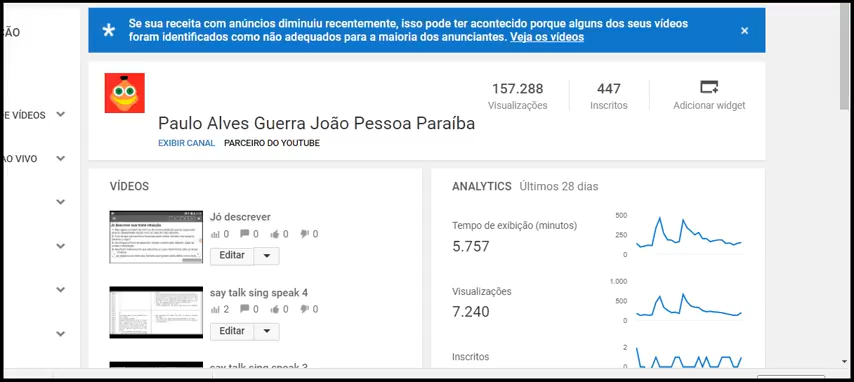 Se sua receita com anúncios diminuiu recentemente, isso pode ter acontecido porque alguns dos seus vídeos
foram identificados como não adequados para a maioria dos anunciantes. Veja os vídeos
ÇÃO
157.288
Visualizações
447
Inscritos
Adicionar widget
Paulo Alves Guerra João Pessoa Paraíba
EXIBIR CANAL PARCEIRO DO YOUTUBE
E VÍDEOS
AO VIVO
VÍDEOS
Jó descrever
0 0 0 0
Editar
say talk sing speak 4
2 0 0 0
Editar
say talk sing speak 3
ANALYTICS Últimos 28 dias
Tempo de exibição (minutos)
5.757
500
250
0
Visualizações
7.240
1.000
500
0
Inscritos
2
1
0